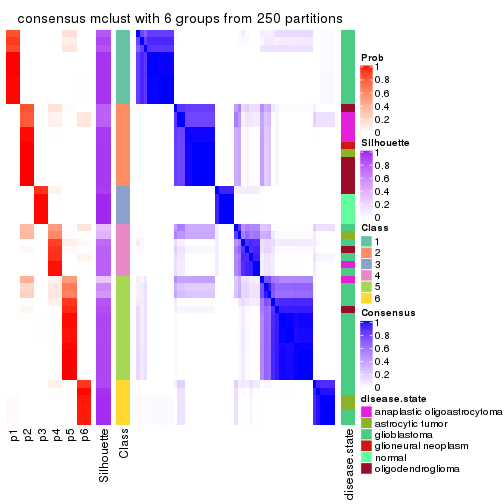 consensus mclust with 6 groups from 250 partitions
Prob
1
0.8
0.6
0.4
0.2
0
Silhouette
1
0.8
0.6
0.4
0.2
0
Class
1
2
3
4
5
6
Consensus
1
0.8
0.6
0.4
0.2
0
disease.state
anaplastic oligoastrocytoma
astrocytic tumor
glioblastoma
glioneural neoplasm
normal
oligodendroglioma
p1
p2
p3
p4
p5
p6
Silhouette
Class
disease.state